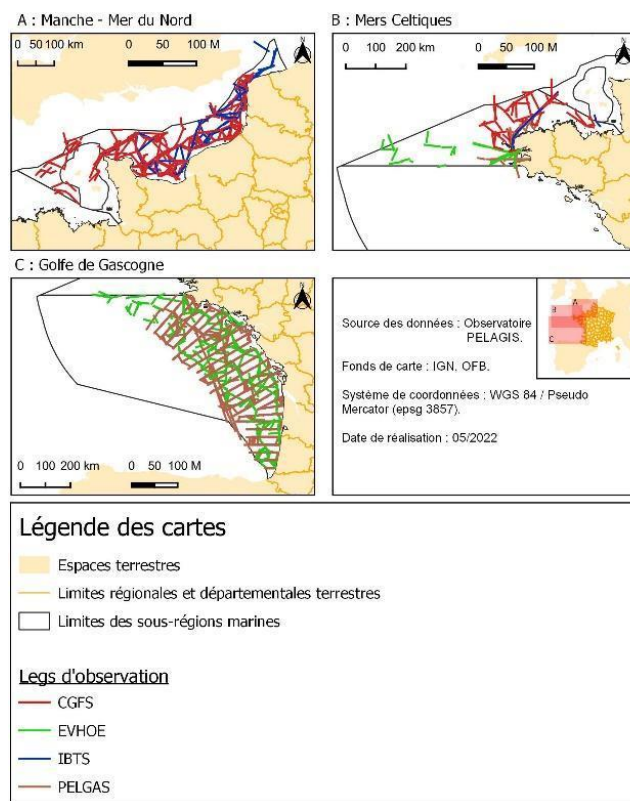 A : Manche - Mer du Nord
0 50 100 km
0 50 100 M
N
B : Mers Celtiques
0 100 200 km
0 50 100 M
N
C : Golfe de Gascogne
N
0 100 200 km
0 50 100 M
Source des données : Observatoire
PELAGIS.
Fonds de carte : IGN, OFB.
Système de coordonnées : WGS 84 / Pseudo
Mercator (epsg 3857).
Date de réalisation : 05/2022
A
B
C
Légende des cartes
Espaces terrestres
Limites régionales et départementales terrestres
Limites des sous-régions marines
Legs d'observation
CGFS
EVHOE
IBTS
PELGAS